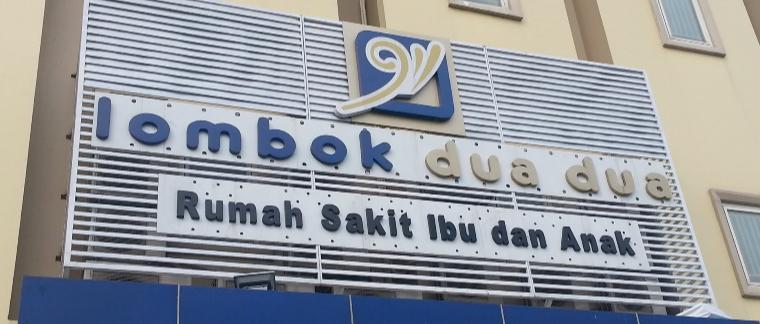 lombok dua dua
Rumah Sakit Ibu dan Anak